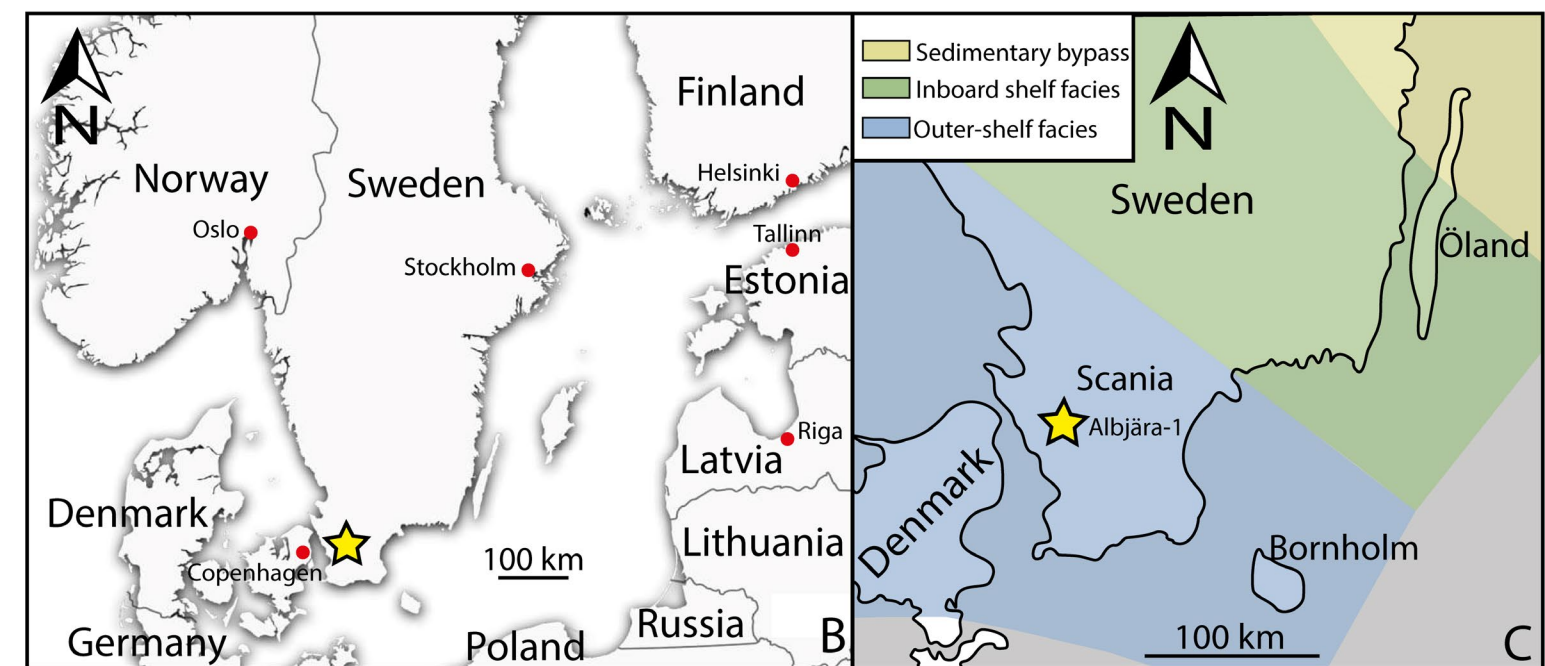 N
Norway
Oslo
Sweden
Stockholm
Finland
Helsinki
Tallinn
Estonia
Riga
Latvia
Lithuania
Denmark
Copenhagen
100 km
Germany
Poland
Russia
B
Sedimentary bypass
Inboard shelf facies
Outer-shelf facies
N
Sweden
Öland
Scania
Albjära-1
Denmark
Bornholm
100 km
C